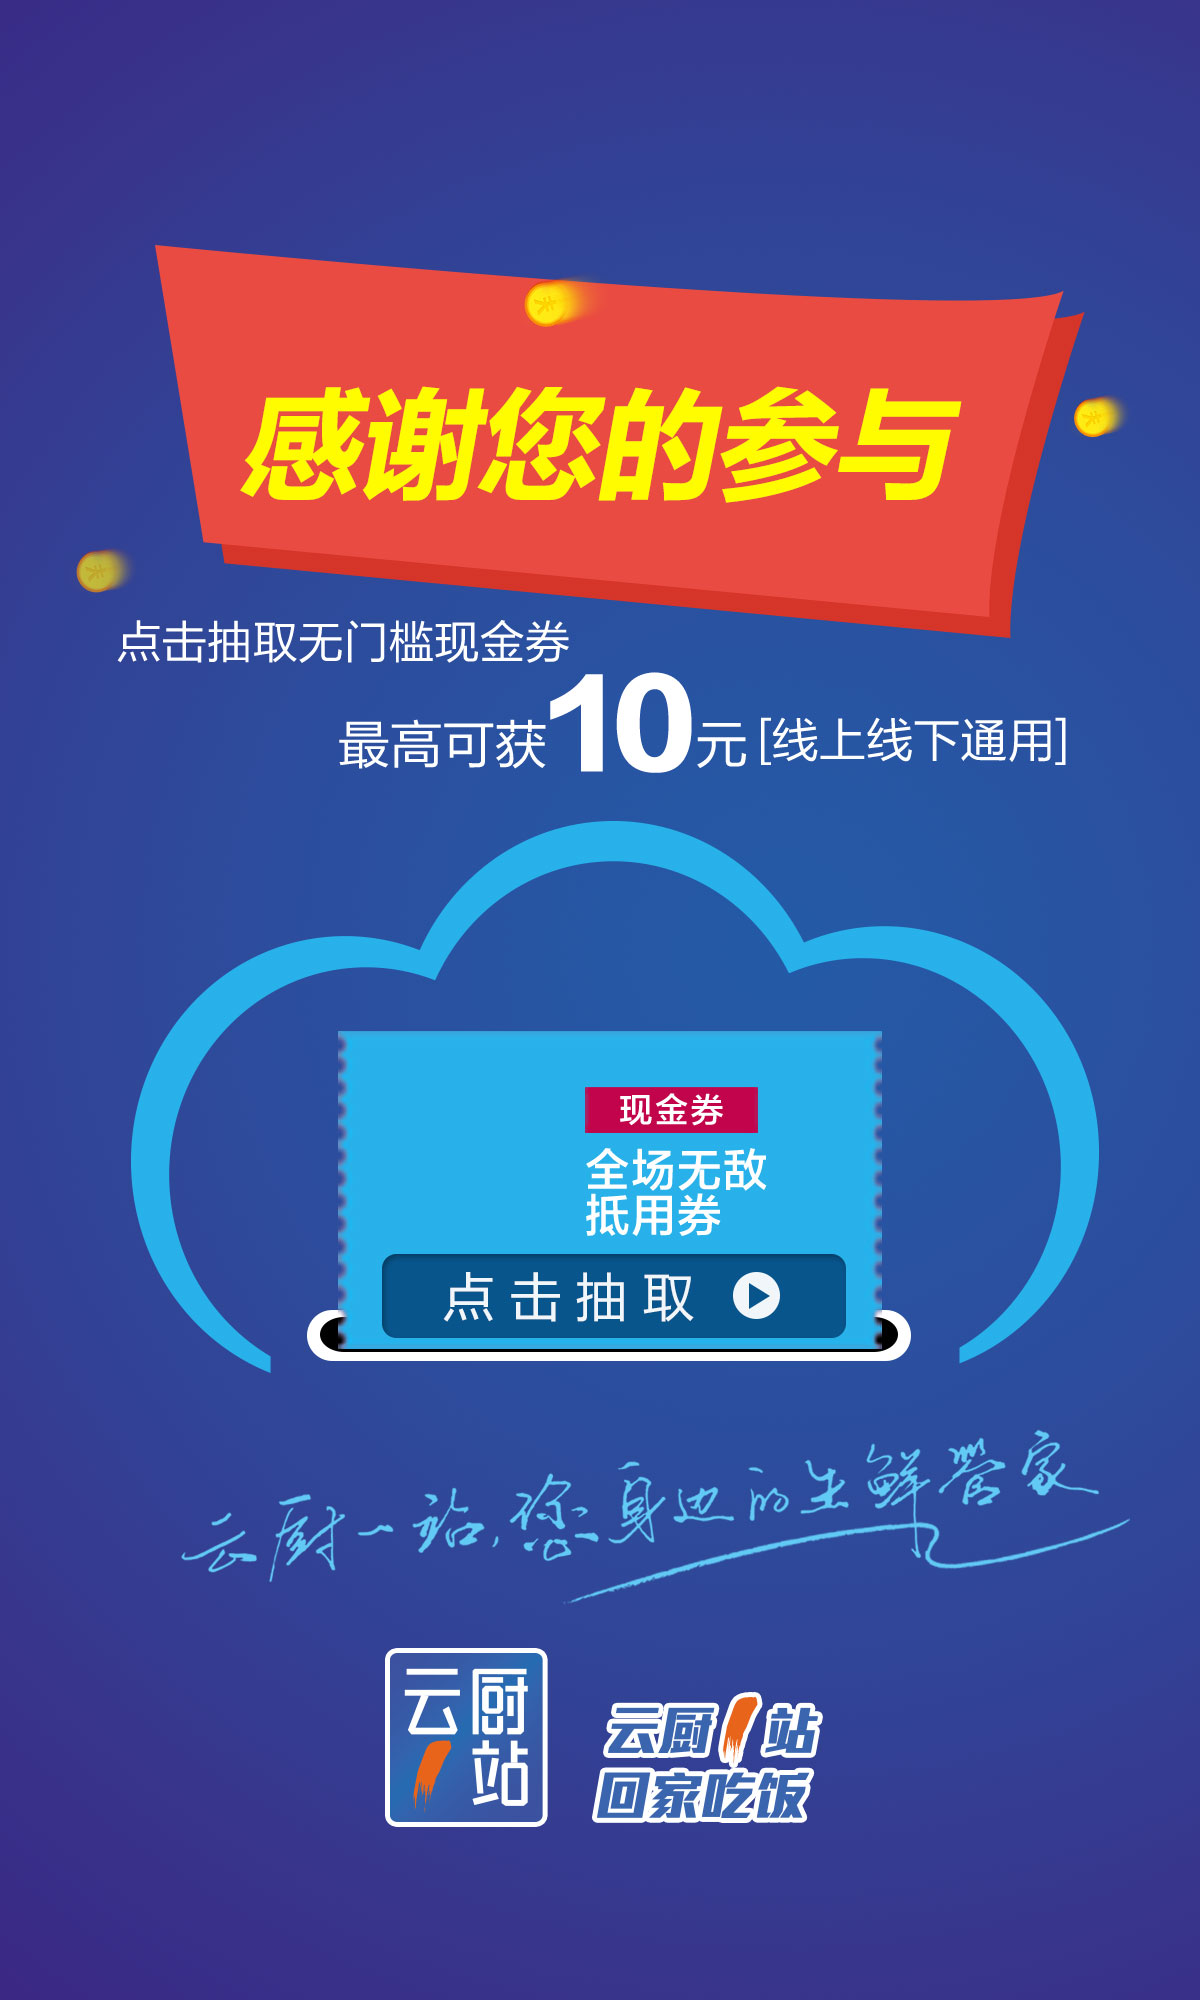 感谢您的参与
点击抽取无门槛现金券
最高可获10元[线上线下通用]
现金券
全场无敌
抵用券
点击抽取
云厨一站,您身边的生鲜管家
云厨
1站
云厨1站
回家吃饭